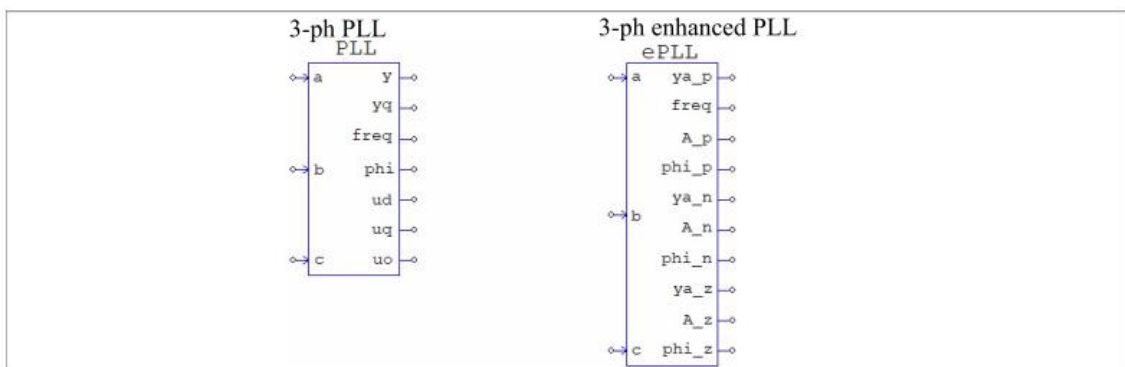 3-ph PLL
PLL
a
b
c
y
yq
freq
phi
ud
uq
uo
3-ph enhanced PLL
ePLL
a
b
c
ya_p
freq
A_p
phi_p
ya_n
A_n
phi_n
ya_z
A_z
phi_z